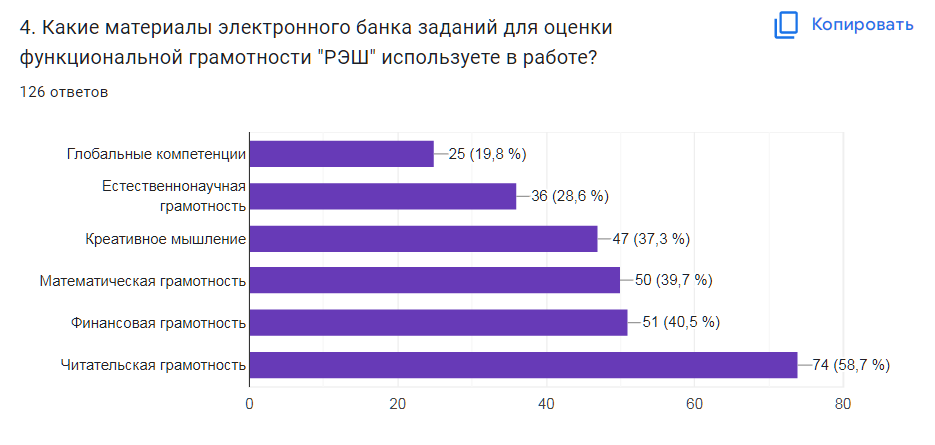 4. Какие материалы электронного банка заданий для оценки
функциональной грамотности "РЭШ" используете в работе?
Копировать
126 ответов
Глобальные компетенции
25 (19,8 %)
Естественнонаучная
грамотность
36 (28,6 %)
Креативное мышление
47 (37,3 %)
Математическая грамотность
50 (39,7 %)
Финансовая грамотность
51 (40,5 %)
Читательская грамотность
74 (58,7 %)
0 20 40 60 80